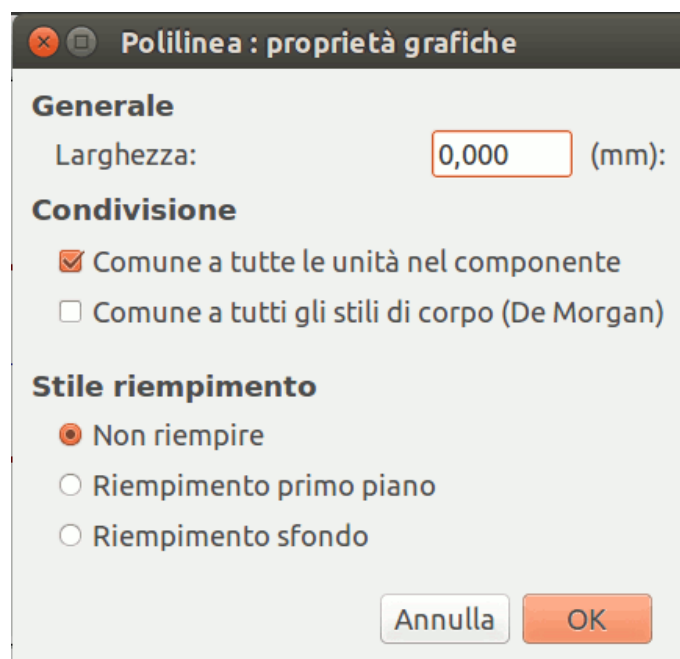 Polilinea : proprietà grafiche
Generale
Larghezza: 0,000 (mm):
Condivisione
Comune a tutte le unità nel componente
Comune a tutti gli stili di corpo (De Morgan)
Stile riempimento
Non riempire
Riempimento primo piano
Riempimento sfondo
Annulla OK